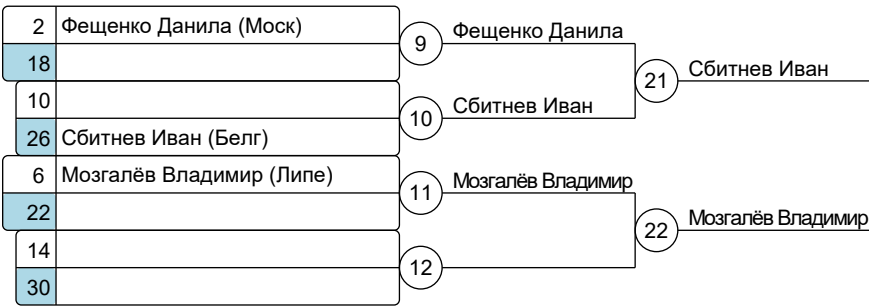 2 Фещенко Данила (Моск)
18
9 Фещенко Данила
10
26 Сбитнев Иван (Белг)
10 Сбитнев Иван
21 Сбитнев Иван
6 Мозгалёв Владимир (Липе)
22
11 Мозгалёв Владимир
14
30
12
22 Мозгалёв Владимир